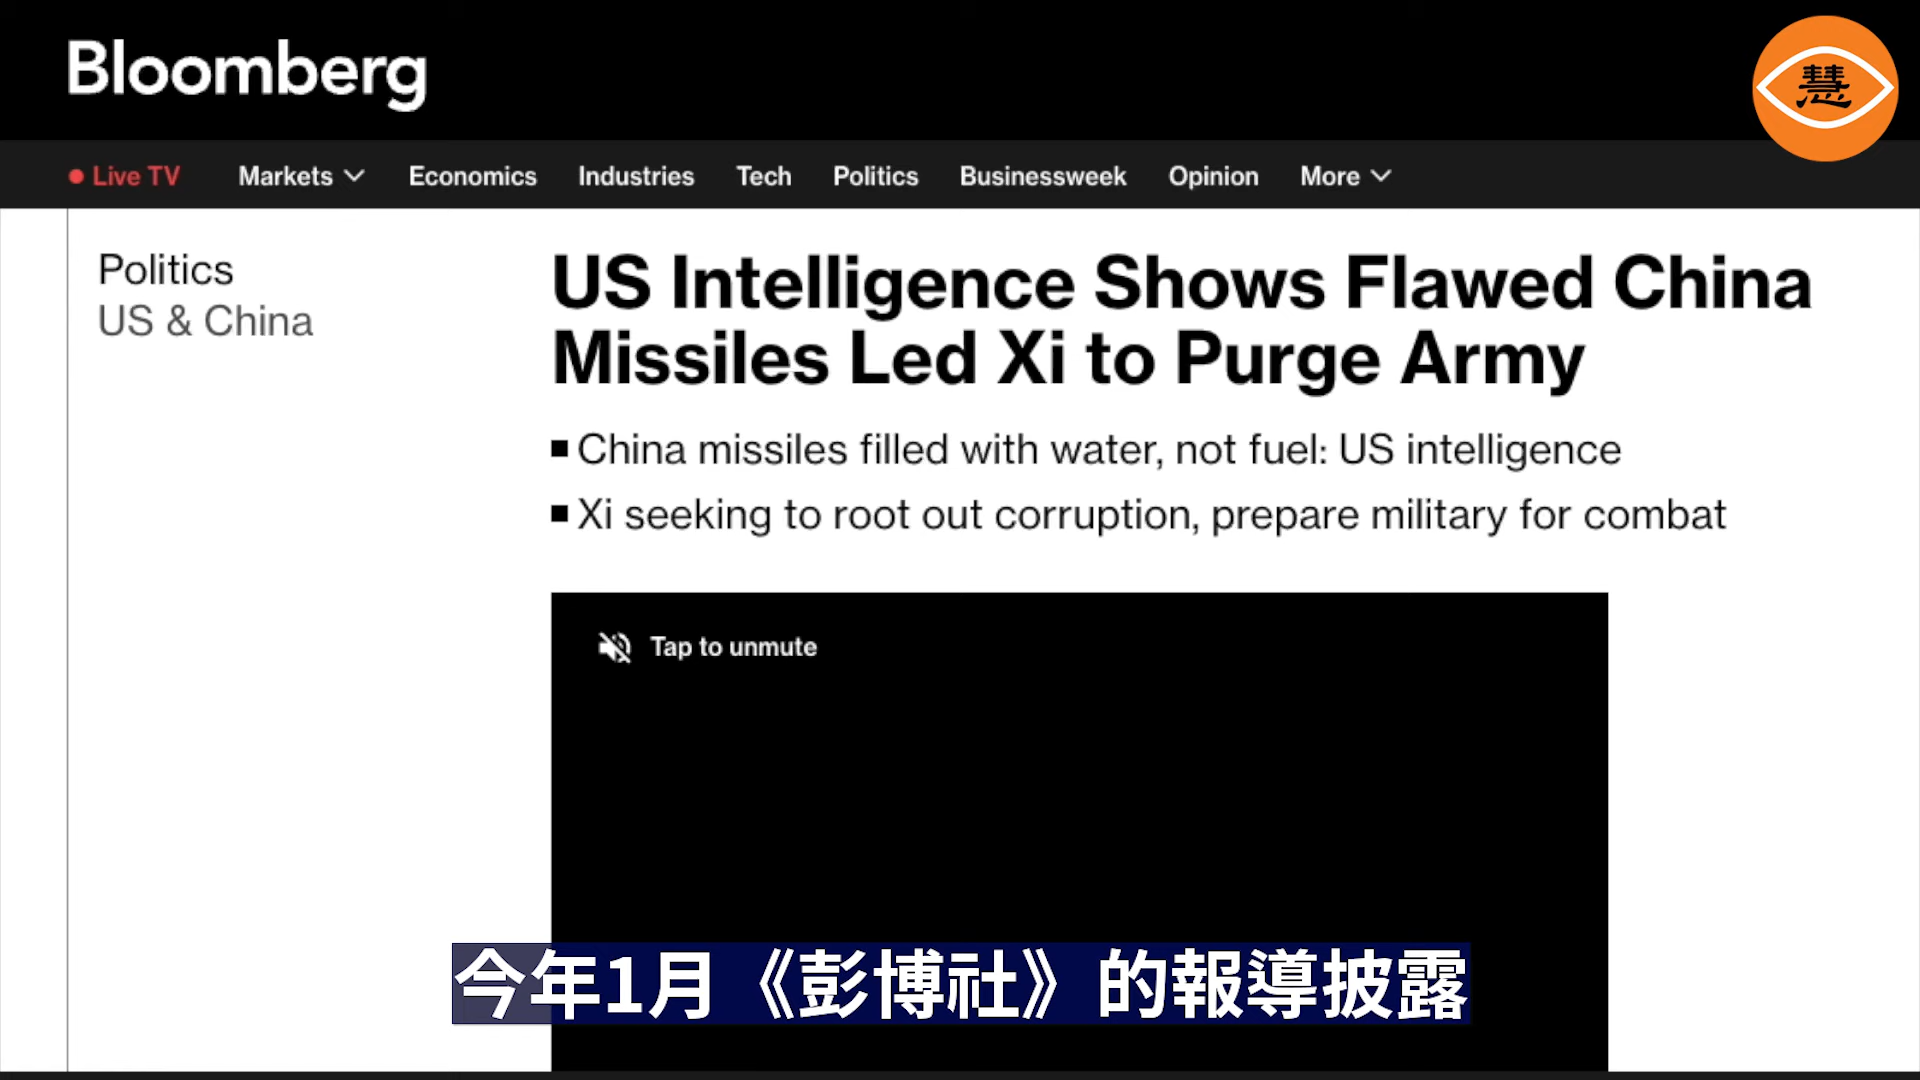 Bloomberg
慧
Live TV Markets Economics Industries Tech Politics Businessweek Opinion More
Politics
US & China
US Intelligence Shows Flawed China
Missiles Led Xi to Purge Army
China missiles filled with water, not fuel: US intelligence
Xi seeking to root out corruption, prepare military for combat
Tap to unmute
今年1月《彭博社》的報導披露